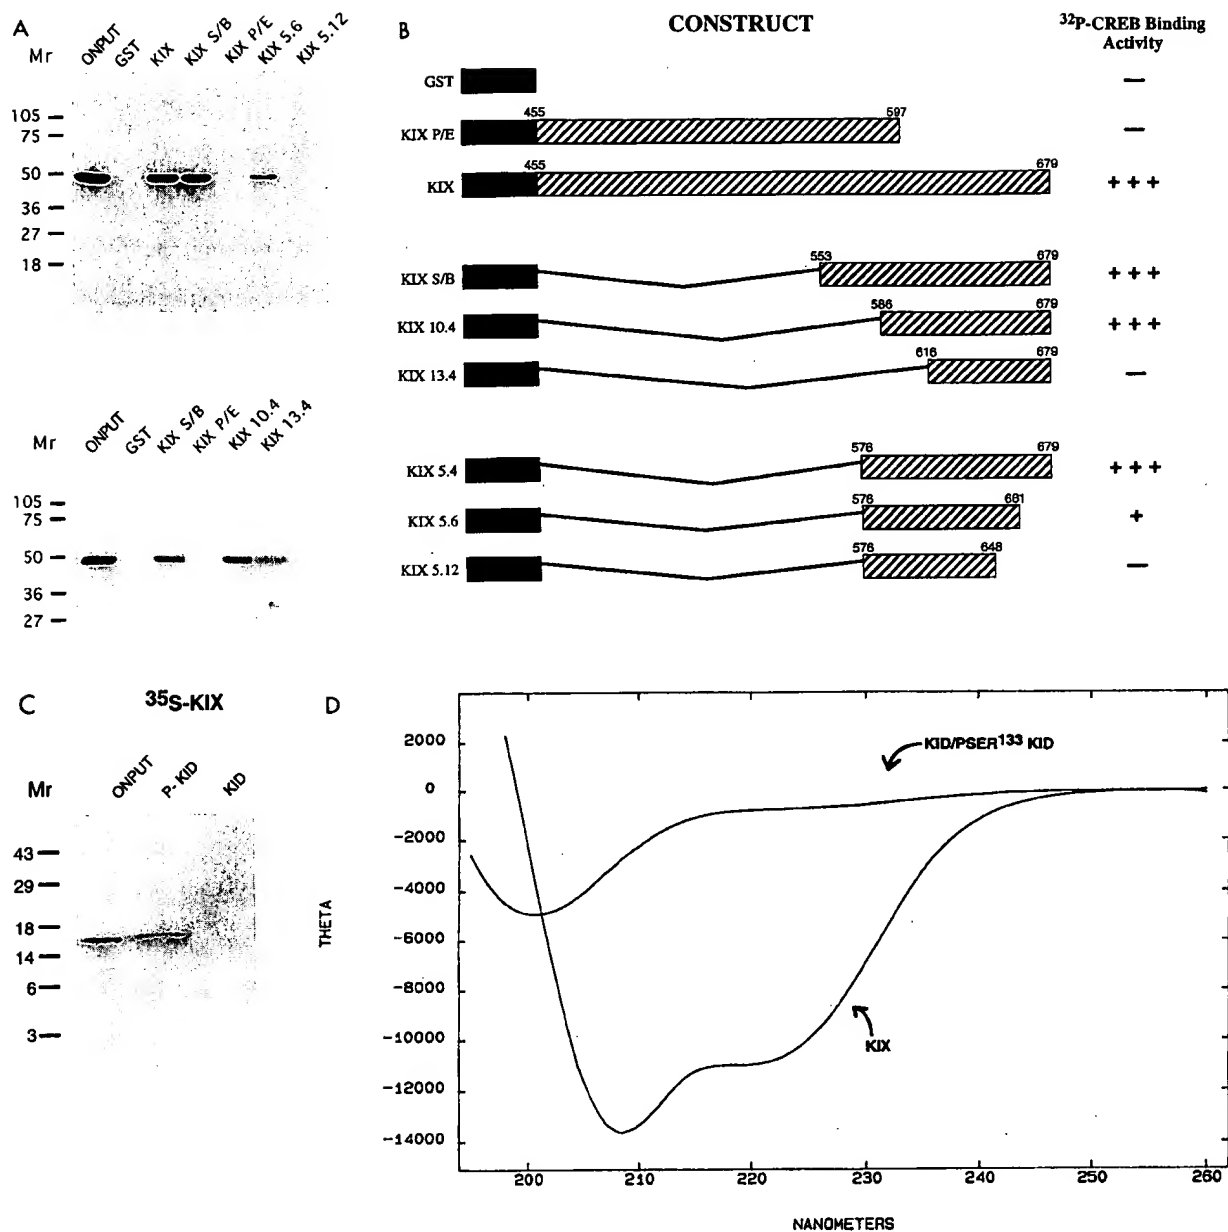 A
Mr
ONPUT
GST
KIX
KIX S/B
KIX P/E
KIX 5.6
KIX 5.12
105
75
50
36
27
18
Mr
ONPUT
GST
KIX S/B
KIX P/E
KIX 10.4
KIX 13.4
105
75
50
36
27
B
CONSTRUCT
32P-CREB Binding
Activity
GST
—
KIX P/E
455
597
—
KIX
455
679
+ + +
KIX S/B
553
679
+ + +
KIX 10.4
586
679
+ + +
KIX 13.4
616
679
—
KIX 5.4
576
679
+ + +
KIX 5.6
576
661
+
KIX 5.12
576
648
—
C
35S-KIX
Mr
ONPUT
P-KID
KID
43
29
18
14
6
3
D
KID/PSER133 KID
KIX
THETA
2000
0
-2000
-4000
-6000
-8000
-10000
-12000
-14000
200
210
220
230
240
250
260
NANOMETERS